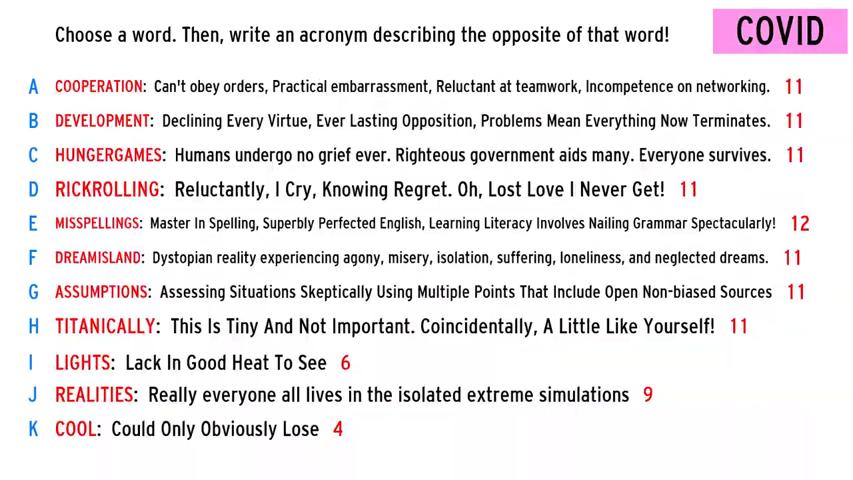 Choose a word. Then, write an acronym describing the opposite of that word!
COVID
A COOPERATION: Can't obey orders, Practical embarrassment, Reluctant at teamwork, Incompetence on networking. 11
B DEVELOPMENT: Declining Every Virtue, Ever Lasting Opposition, Problems Mean Everything Now Terminates. 11
C HUNGERGAMES: Humans undergo no grief ever. Righteous government aids many. Everyone survives. 11
D RICKROLLING: Reluctantly, I Cry, Knowing Regret. Oh, Lost Love I Never Get! 11
E MISSPELLINGS: Master In Spelling, Superbly Perfected English, Learning Literacy Involves Nailing Grammar Spectacularly! 12
F DREAMISLAND: Dystopian reality experiencing agony, misery, isolation, suffering, loneliness, and neglected dreams. 11
G ASSUMPTIONS: Assessing Situations Skeptically Using Multiple Points That Include Open Non-biased Sources 11
H TITANICALLY: This Is Tiny And Not Important. Coincidentally, A Little Like Yourself! 11
I LIGHTS: Lack In Good Heat To See 6
J REALITIES: Really everyone all lives in the isolated extreme simulations 9
K COOL: Could Only Obviously Lose 4